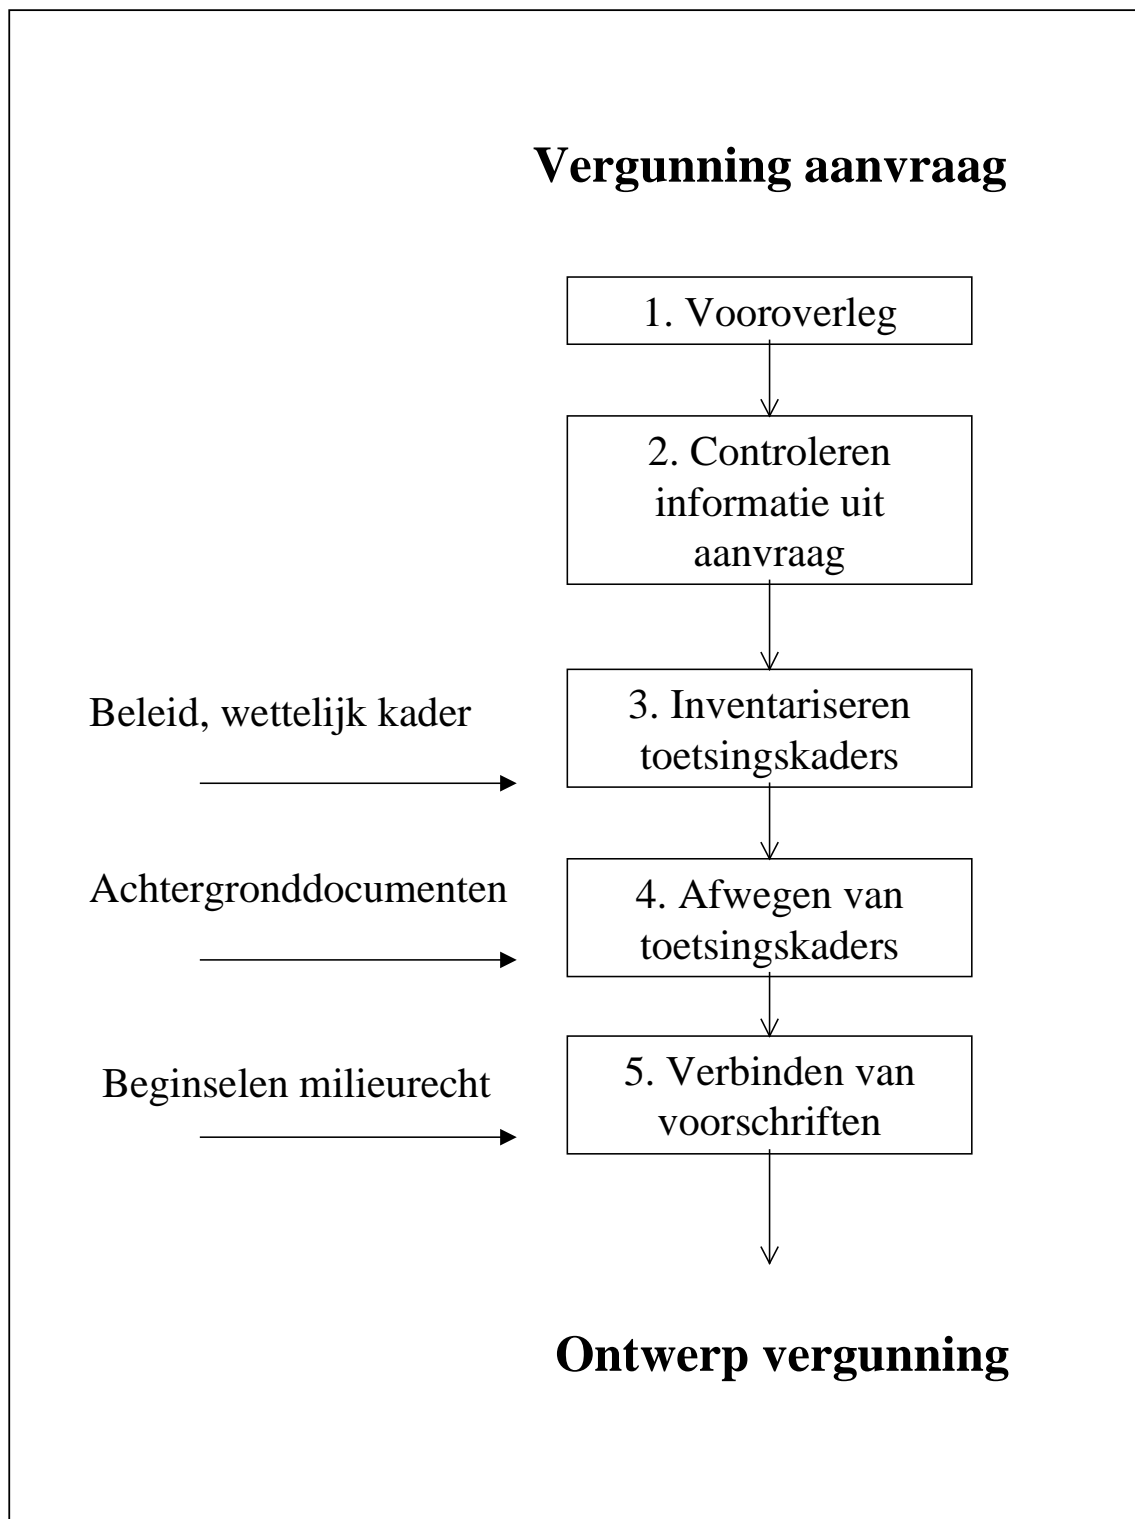 Vergunning aanvraag
1. Vooroverleg
2. Controleren
informatie uit
aanvraag
Beleid, wettelijk kader
3. Inventariseren
toetsingskaders
Achtergronddocumenten
4. Afwegen van
toetsingskaders
Beginselen milieurecht
5. Verbinden van
voorschriften
Ontwerp vergunning